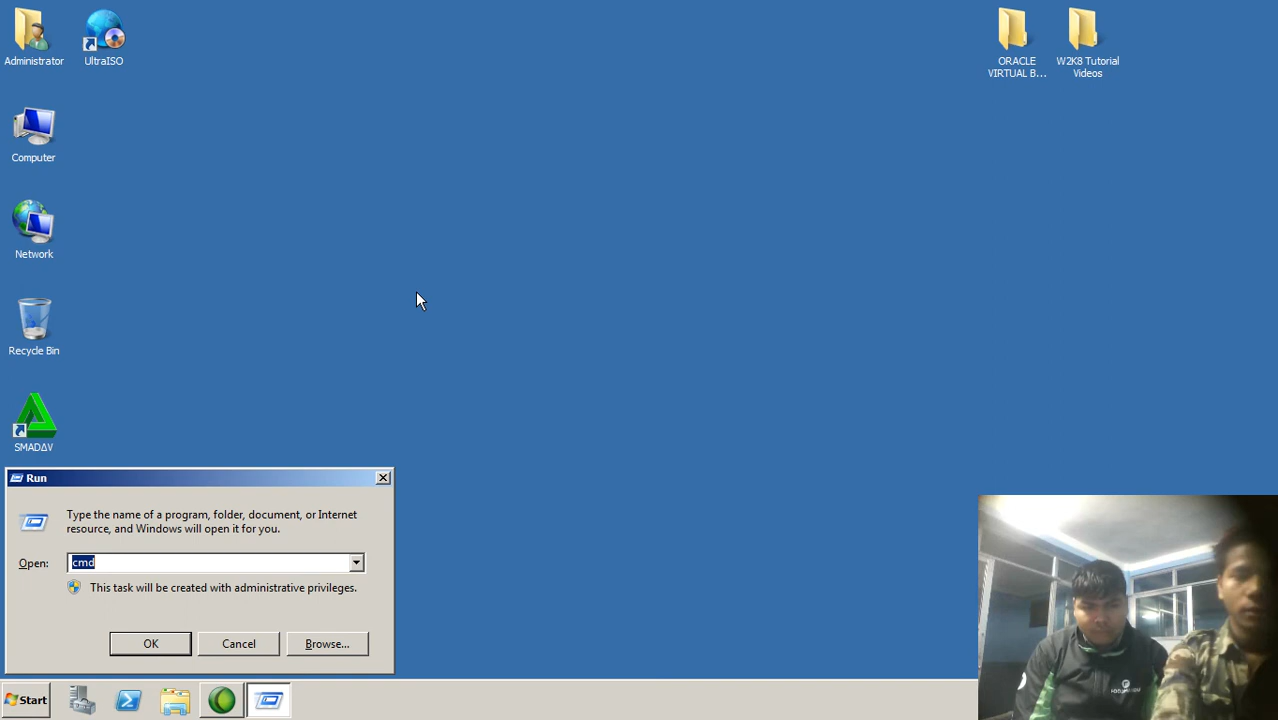 Administrator
UltraISO
ORACLE
VIRTUAL B...
W2K8 Tutorial
Videos
Computer
Network
Recycle Bin
SMADΔV
Run
Type the name of a program, folder, document, or Internet
resource, and Windows will open it for you.
Open:
cmd
This task will be created with administrative privileges.
OK
Cancel
Browse...
Start